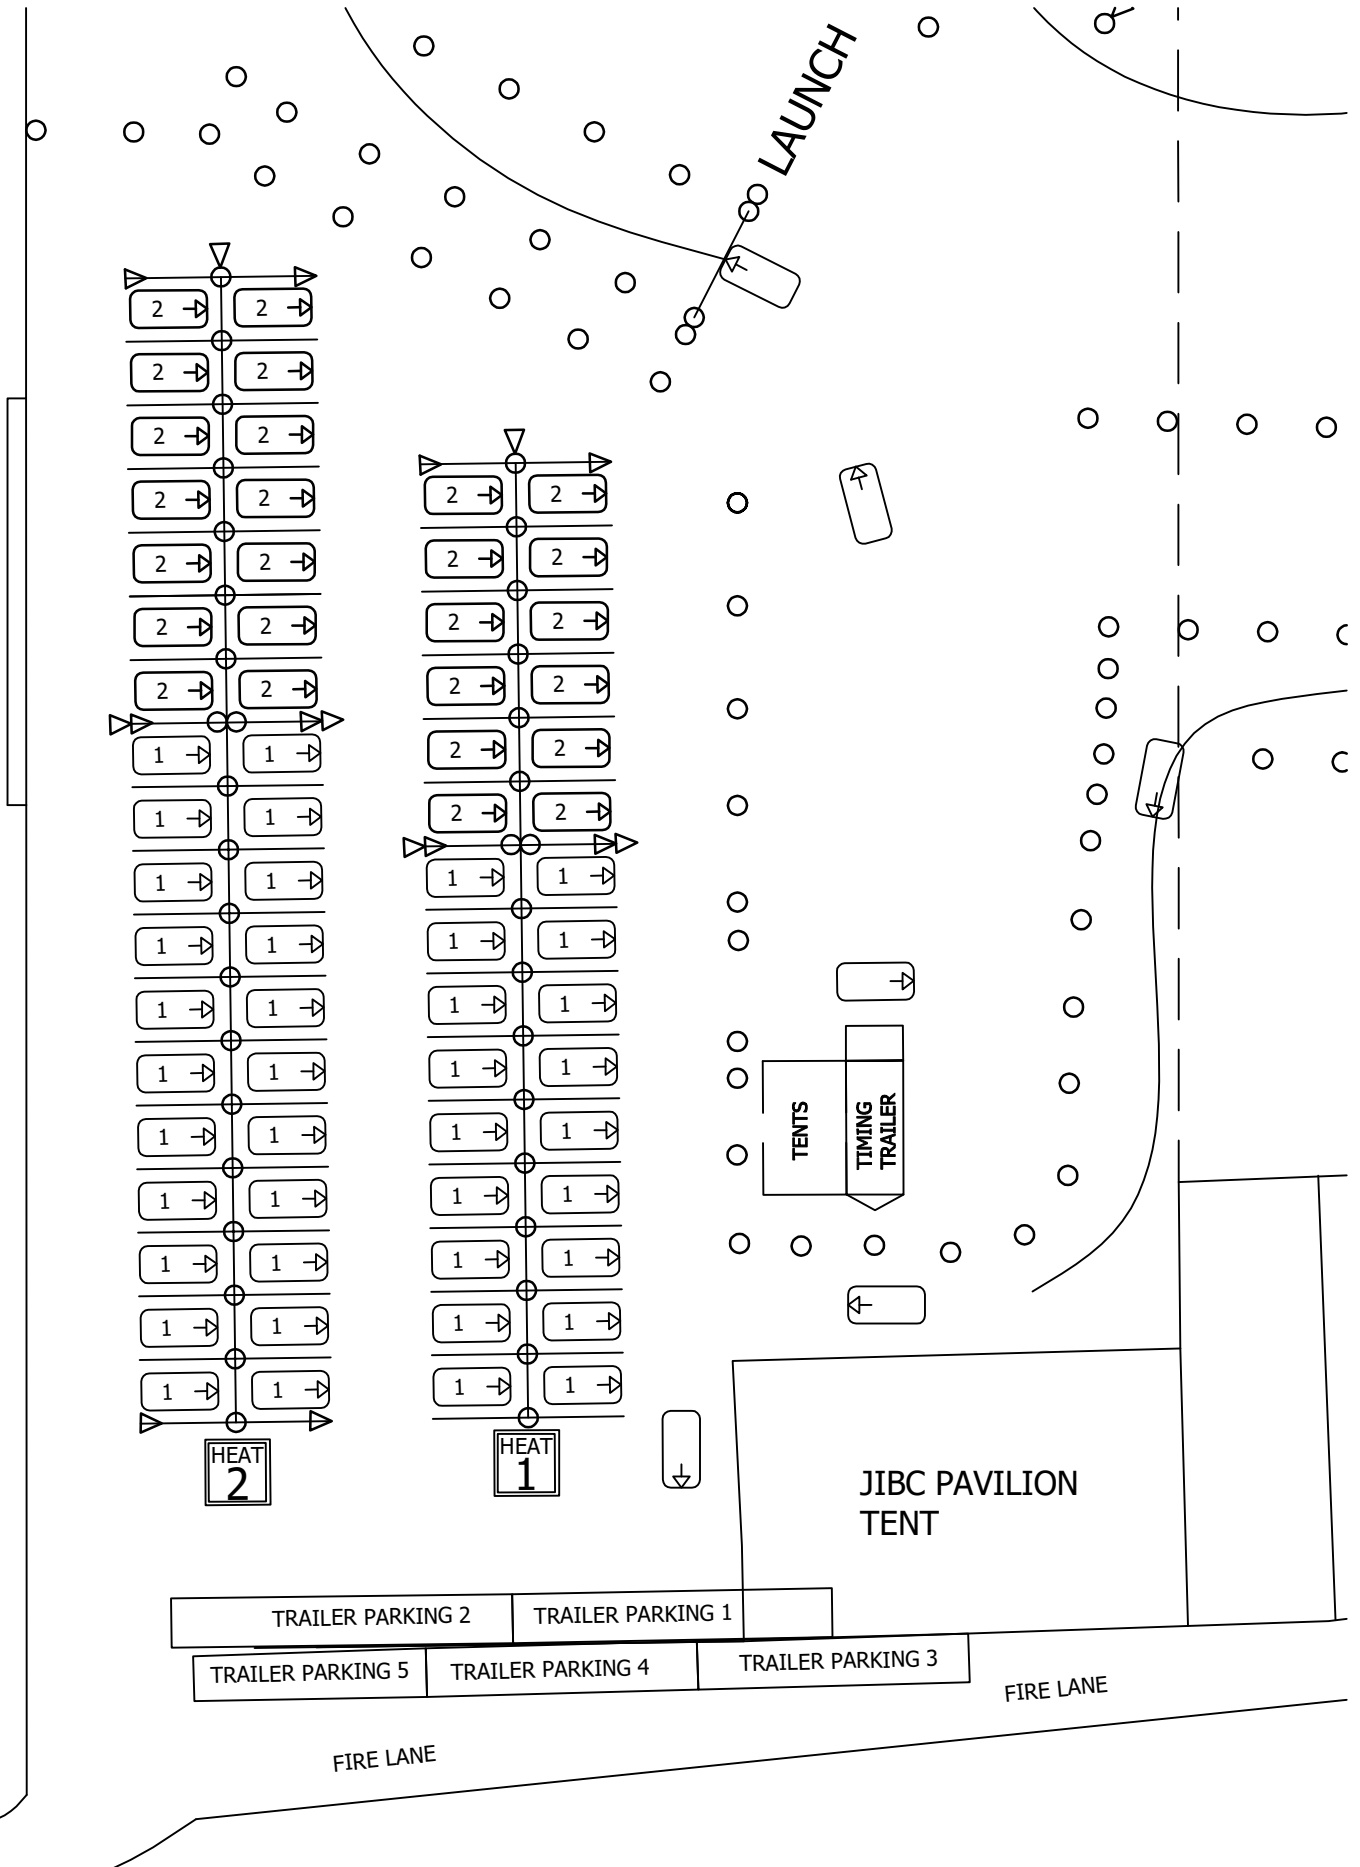 LAUNCH
2 2
2 2
2 2
2 2
2 2
2 2
2 2
1 1
1 1
1 1
1 1
1 1
1 1
1 1
1 1
1 1
1 1
1 1
HEAT
2
2 2
2 2
2 2
2 2
2 2
2 2
1 1
1 1
1 1
1 1
1 1
1 1
1 1
1 1
1 1
HEAT
1
TENTS
TIMING
TRAILER
JIBC PAVILION
TENT
TRAILER PARKING 2
TRAILER PARKING 1
TRAILER PARKING 5
TRAILER PARKING 4
TRAILER PARKING 3
FIRE LANE
FIRE LANE